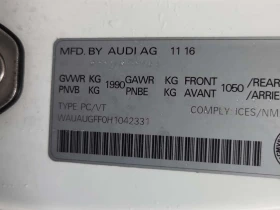 MFD. BY AUDI AG 11 16
GVWR KG 1990 GAWR KG FRONT 1050 /REAR
PNVB KG PNBE KG AVANT /ARRIE
TYPE: PC/VT COMPLY: ICES/NM
WAUAUGFF0H1042331